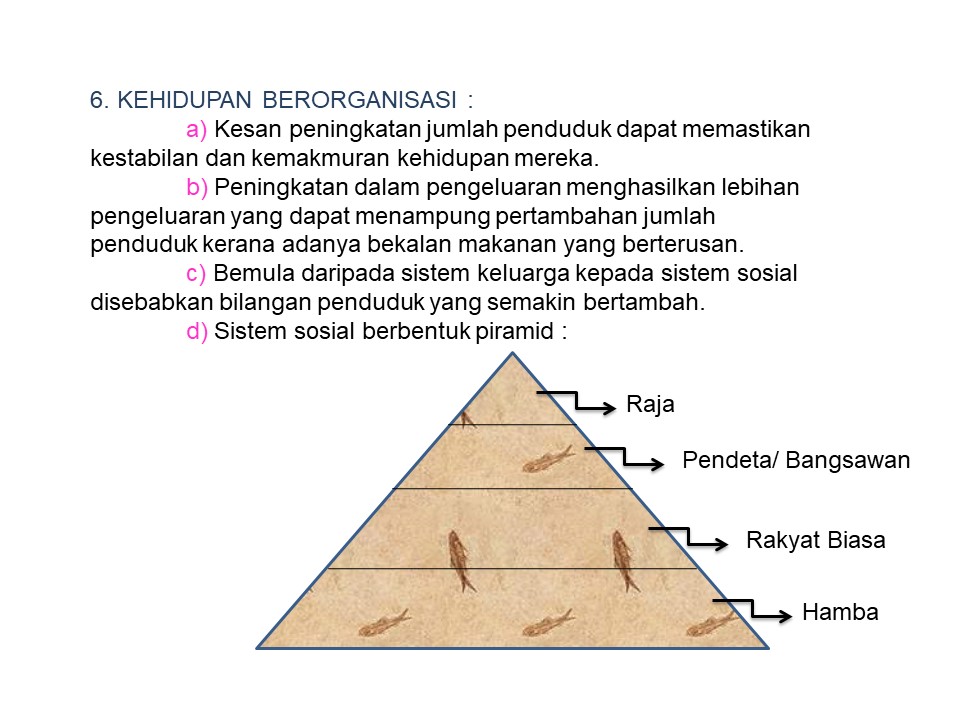 6. KEHIDUPAN BERORGANISASI :
a) Kesan peningkatan jumlah penduduk dapat memastikan
kestabilan dan kemakmuran kehidupan mereka.
b) Peningkatan dalam pengeluaran menghasilkan lebihan
pengeluaran yang dapat menampung pertambahan jumlah
penduduk kerana adanya bekalan makanan yang berterusan.
c) Bemula daripada sistem keluarga kepada sistem sosial
disebabkan bilangan penduduk yang semakin bertambah.
d) Sistem sosial berbentuk piramid :
Raja
Pendeta/ Bangsawan
Rakyat Biasa
Hamba